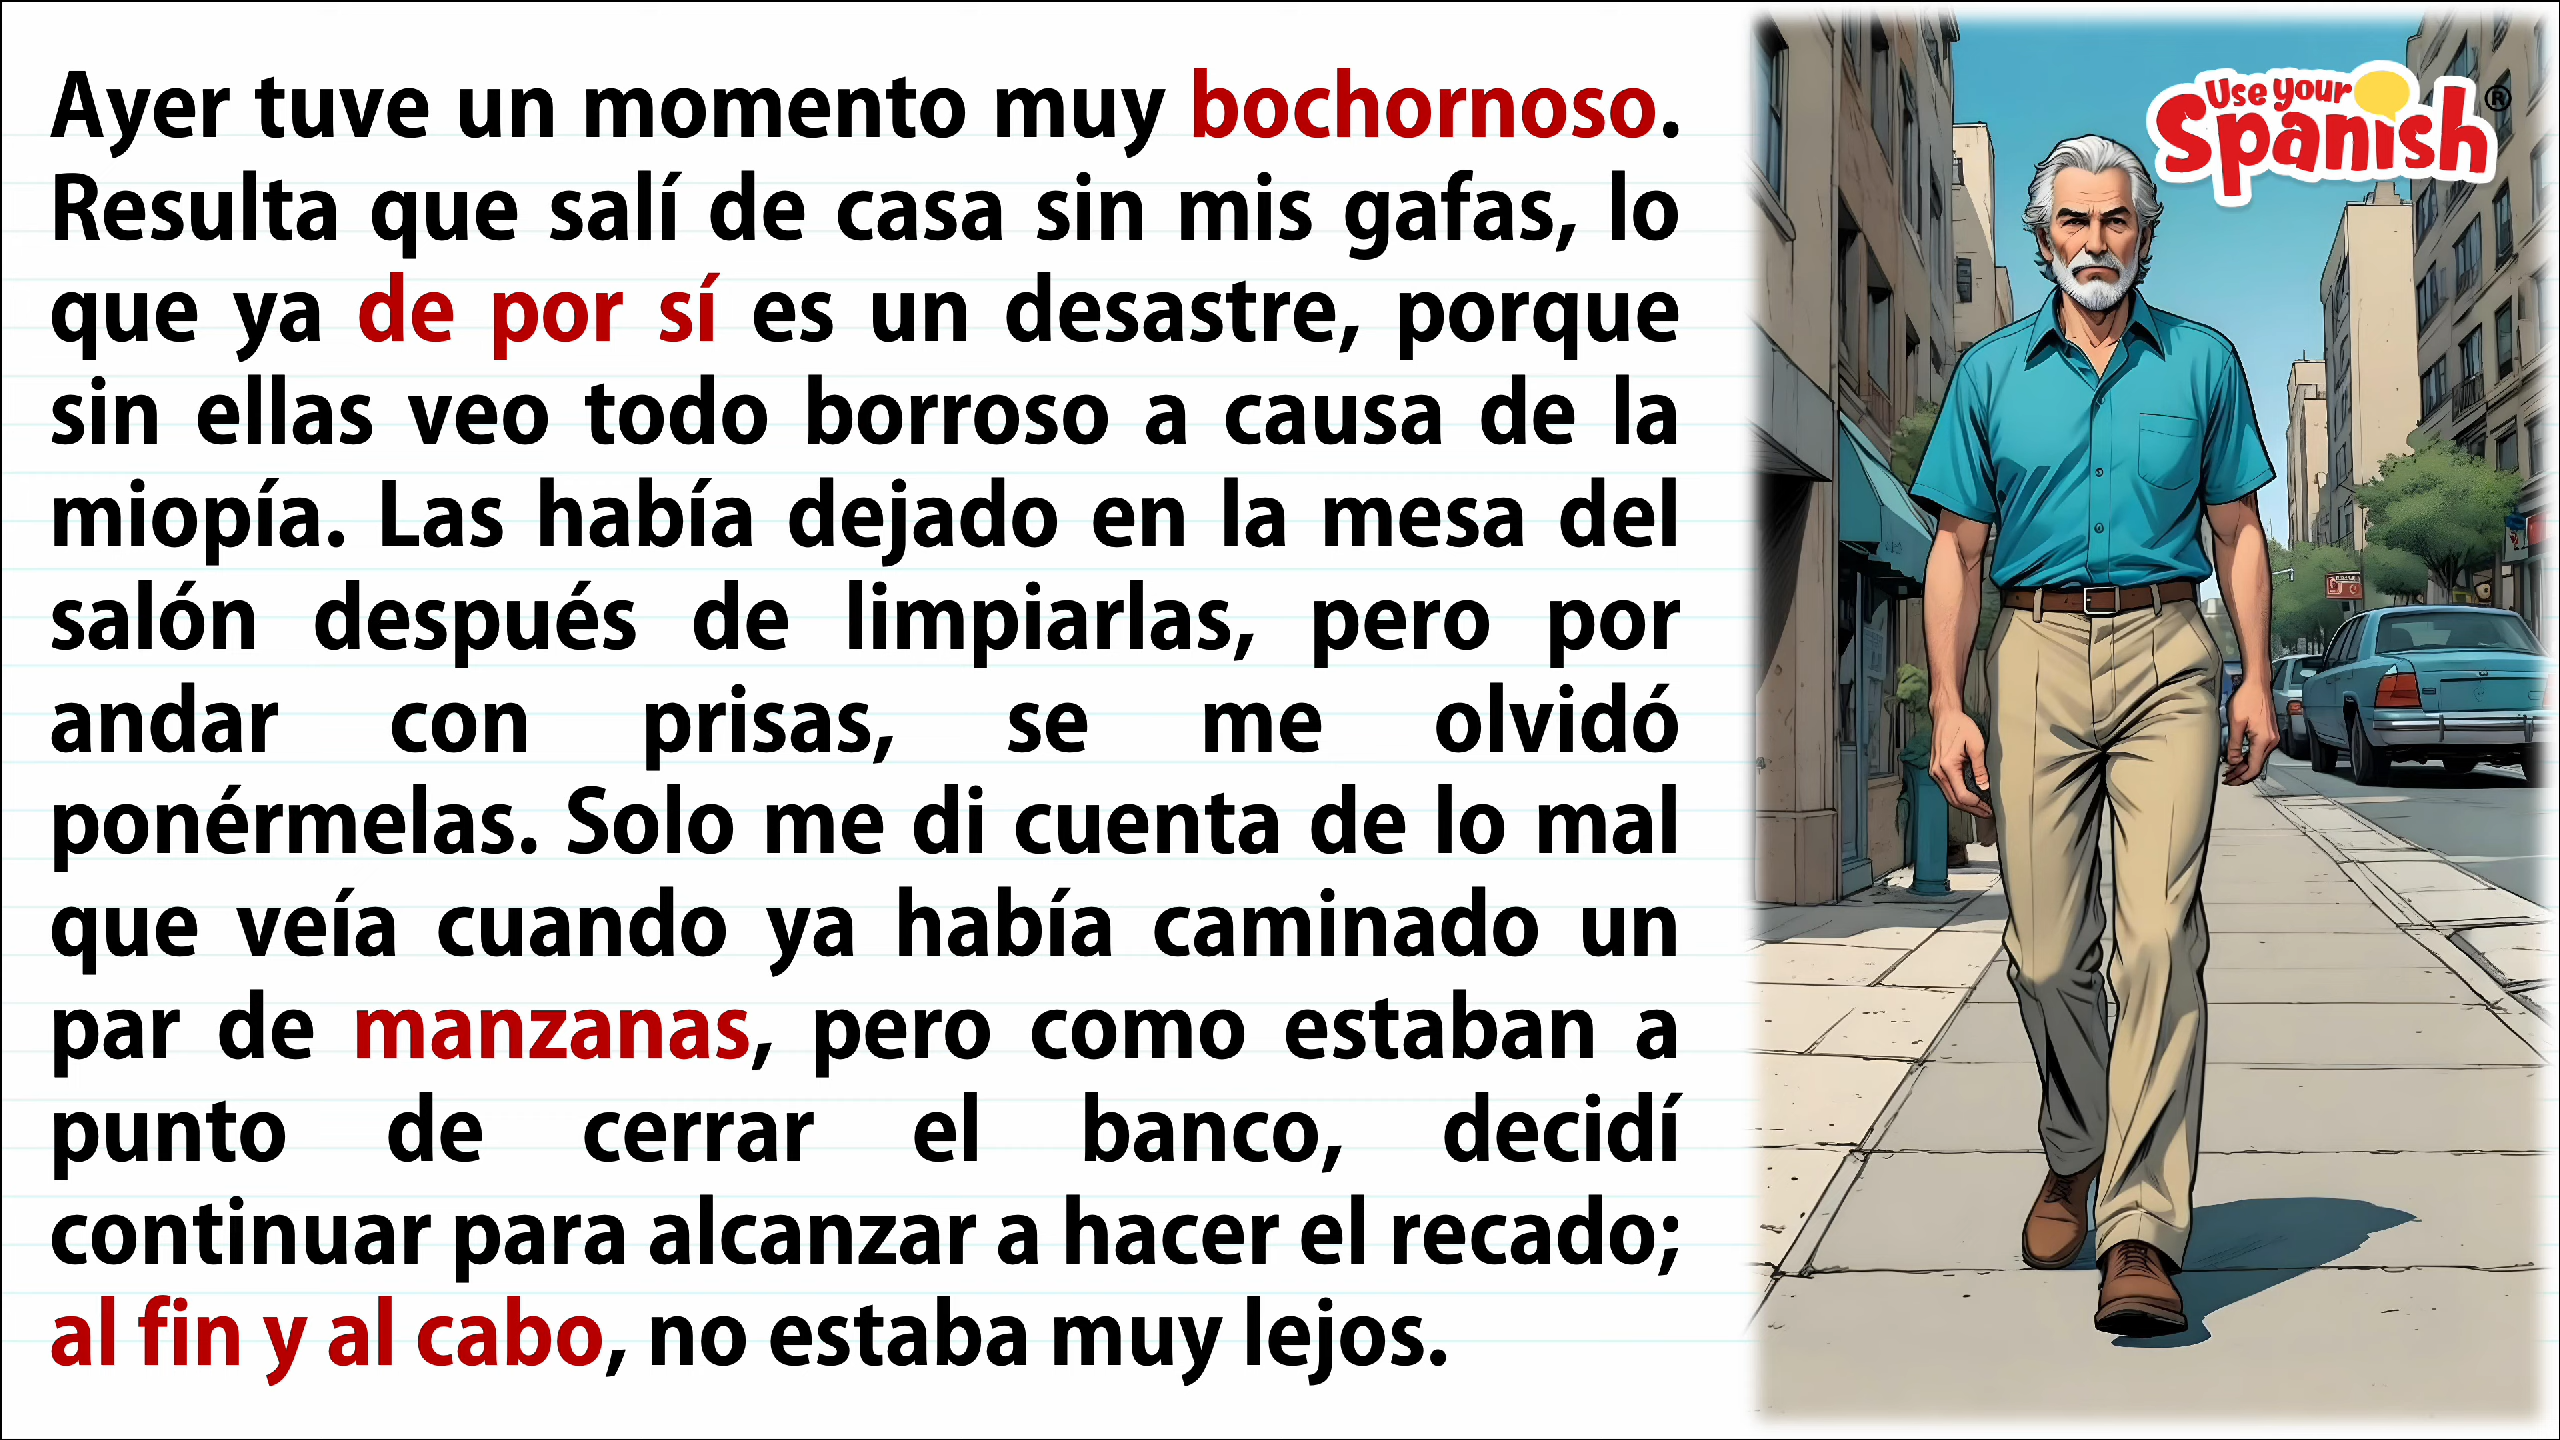 Ayer tuve un momento muy bochornoso.
Resulta que salí de casa sin mis gafas, lo
que ya de por sí es un desastre, porque
sin ellas veo todo borroso a causa de la
miopía. Las había dejado en la mesa del
salón después de limpiarlas, pero por
andar con prisas, se me olvidó
ponérmelas. Solo me di cuenta de lo mal
que veía cuando ya había caminado un
par de manzanas, pero como estaban a
punto de cerrar el banco, decidí
continuar para alcanzar a hacer el recado;
al fin y al cabo, no estaba muy lejos.
Use your
Spanish®